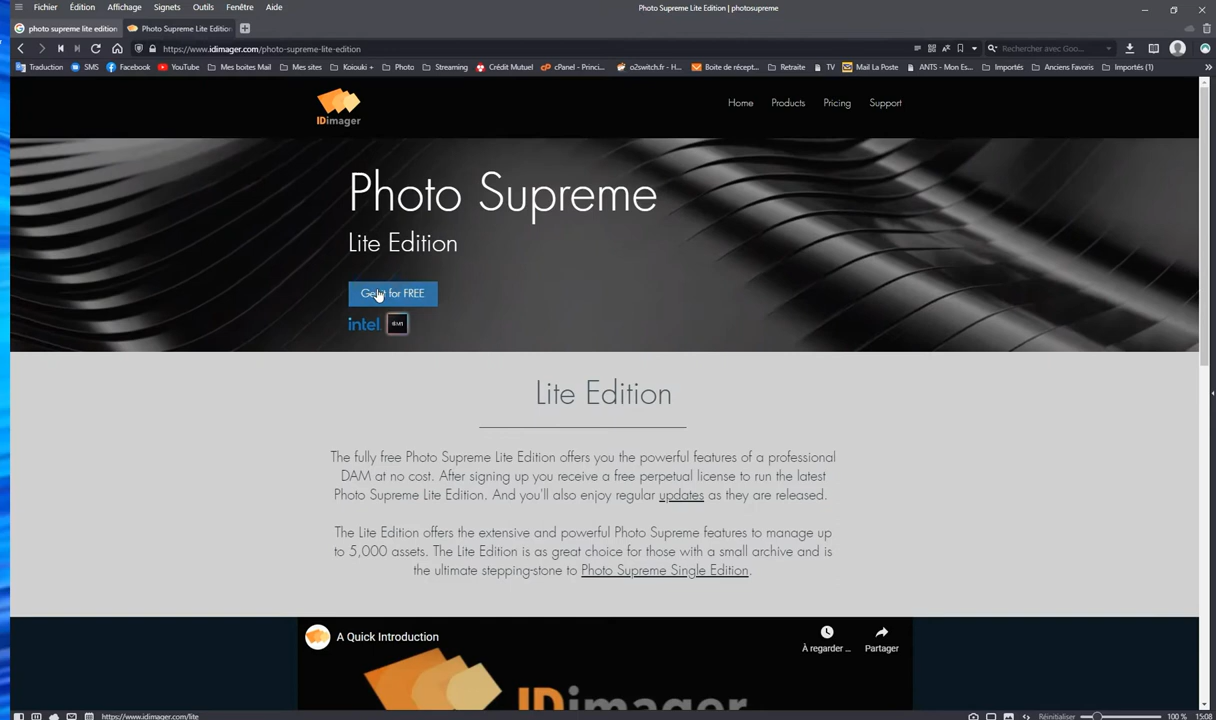 Fichier Édition Affichage Signets Outils Fenêtre Aide Photo Supreme Lite Edition | photosupreme
photo supreme lite edition Photo Supreme Lite Edition
https://www.idimager.com/photo-supreme-lite-edition Rechercher avec Goo...
Traduction SMS Facebook YouTube Mes boites Mail Mes sites Koiouki + Photo Streaming Crédit Mutuel cPanel - Princi... o2switch.fr - H... Boite de récept... Retraite TV Mail La Poste ANTS - Mon Es... Importés Anciens Favoris Importés (1) »
IDimager
Home Products Pricing Support
Photo Supreme
Lite Edition
for FREE
intel
Lite Edition
The fully free Photo Supreme Lite Edition offers you the powerful features of a professional
DAM at no cost. After signing up you receive a free perpetual license to run the latest
Photo Supreme Lite Edition. And you'll also enjoy regular updates as they are released.
The Lite Edition offers the extensive and powerful Photo Supreme features to manage up
to 5,000 assets. The Lite Edition is as great choice for those with a small archive and is
the ultimate stepping-stone to Photo Supreme Single Edition.
A Quick Introduction
À regarder ... Partager
IDimager
https://www.idimager.com/lite Réinitialiser 100 % 15:08